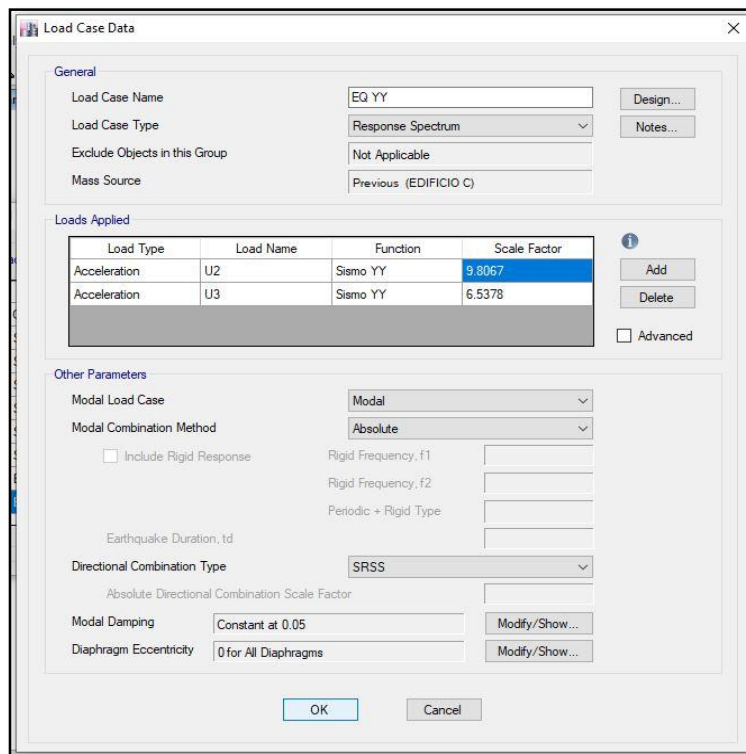 Load Case Data
General
Load Case Name EQ YY Design...
Load Case Type Response Spectrum Notes...
Exclude Objects in this Group Not Applicable
Mass Source Previous (EDIFICIO C)
Loads Applied
Load Type Load Name Function Scale Factor
Acceleration U2 Sismo YY 9.8067 Add
Acceleration U3 Sismo YY 6.5378 Delete
Advanced
Other Parameters
Modal Load Case Modal
Modal Combination Method Absolute
Include Rigid Response Rigid Frequency, f1
Rigid Frequency, f2
Periodic + Rigid Type
Earthquake Duration, td
Directional Combination Type SRSS
Absolute Directional Combination Scale Factor
Modal Damping Constant at 0.05 Modify/Show...
Diaphragm Eccentricity 0 for All Diaphragms Modify/Show...
OK Cancel